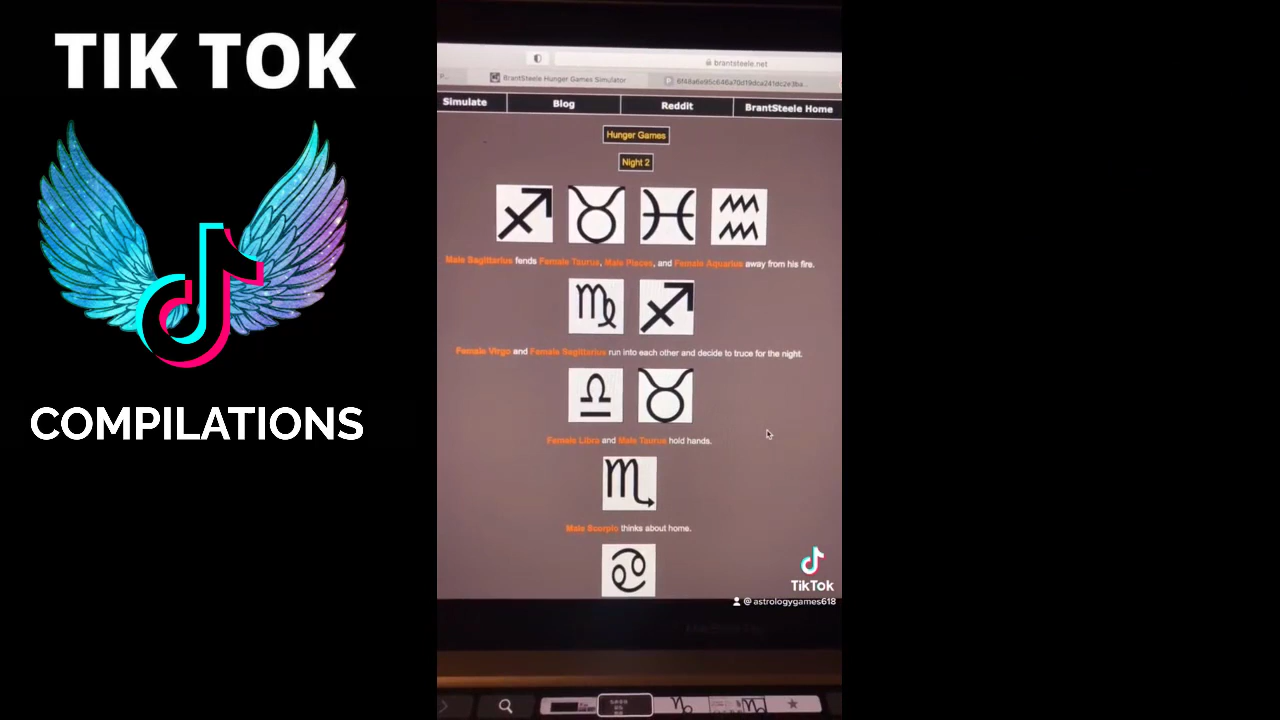 TIK TOK
COMPILATIONS
brantsteele.net
BrantSteele Hunger Games Simulator
Simulate
Blog
Reddit
BrantSteele Home
Hunger Games
Night 2
Male Sagittarius fends Female Taurus, Male Pisces, and Female Aquarius away from his fire.
Female Virgo and Female Sagittarius run into each other and decide to truce for the night.
Female Libra and Male Taurus hold hands.
Male Scorpio thinks about home.
TikTok
@astrologygames618